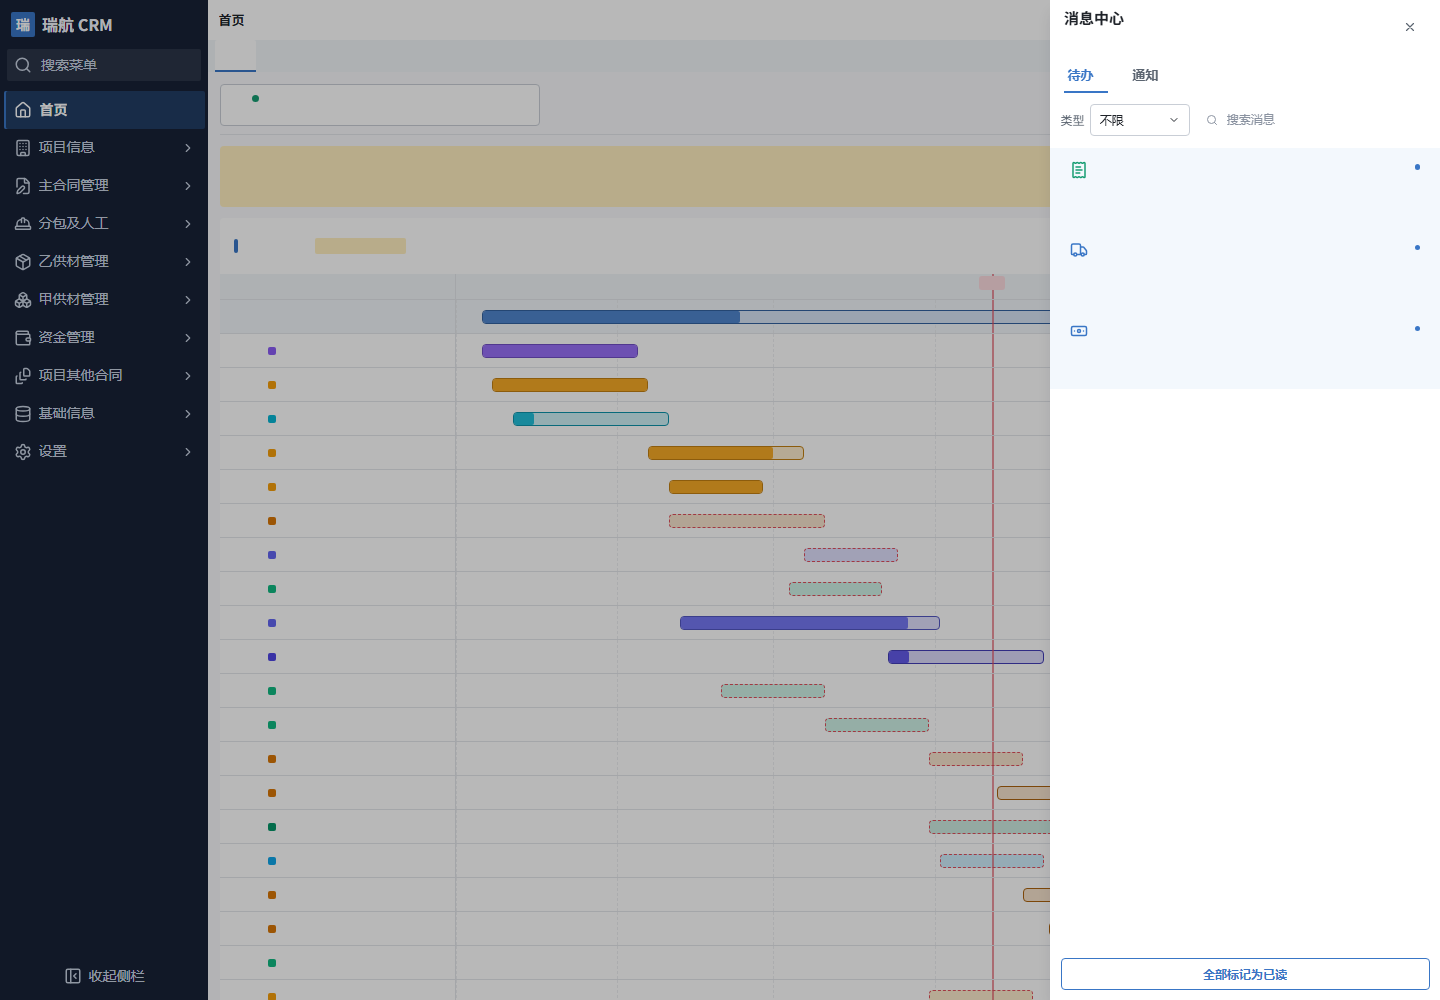 瑞 瑞航 CRM
搜索菜单
首页
项目信息
主合同管理
分包及人工
乙供材管理
甲供材管理
资金管理
项目其他合同
基础信息
设置
收起侧栏
首页
消息中心
待办 通知
类型 不限 搜索消息
全部标记为已读